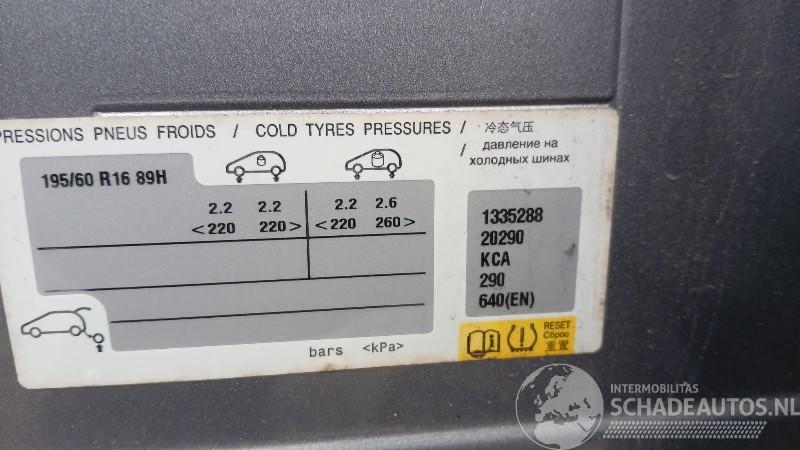 PRESSIONS PNEUS FROIDS / COLD TYRES PRESSURES / 冷态气压
/ давление на
холодных шинах
195/60 R16 89H
2.2 2.2 2.2 2.6
<220 220> <220 260>
bars <kPa>
1335288
20290
KCA
290
640(EN)
RESET
Сброс
重置
INTERMOBILITAS
SCHADEAUTOS.NL